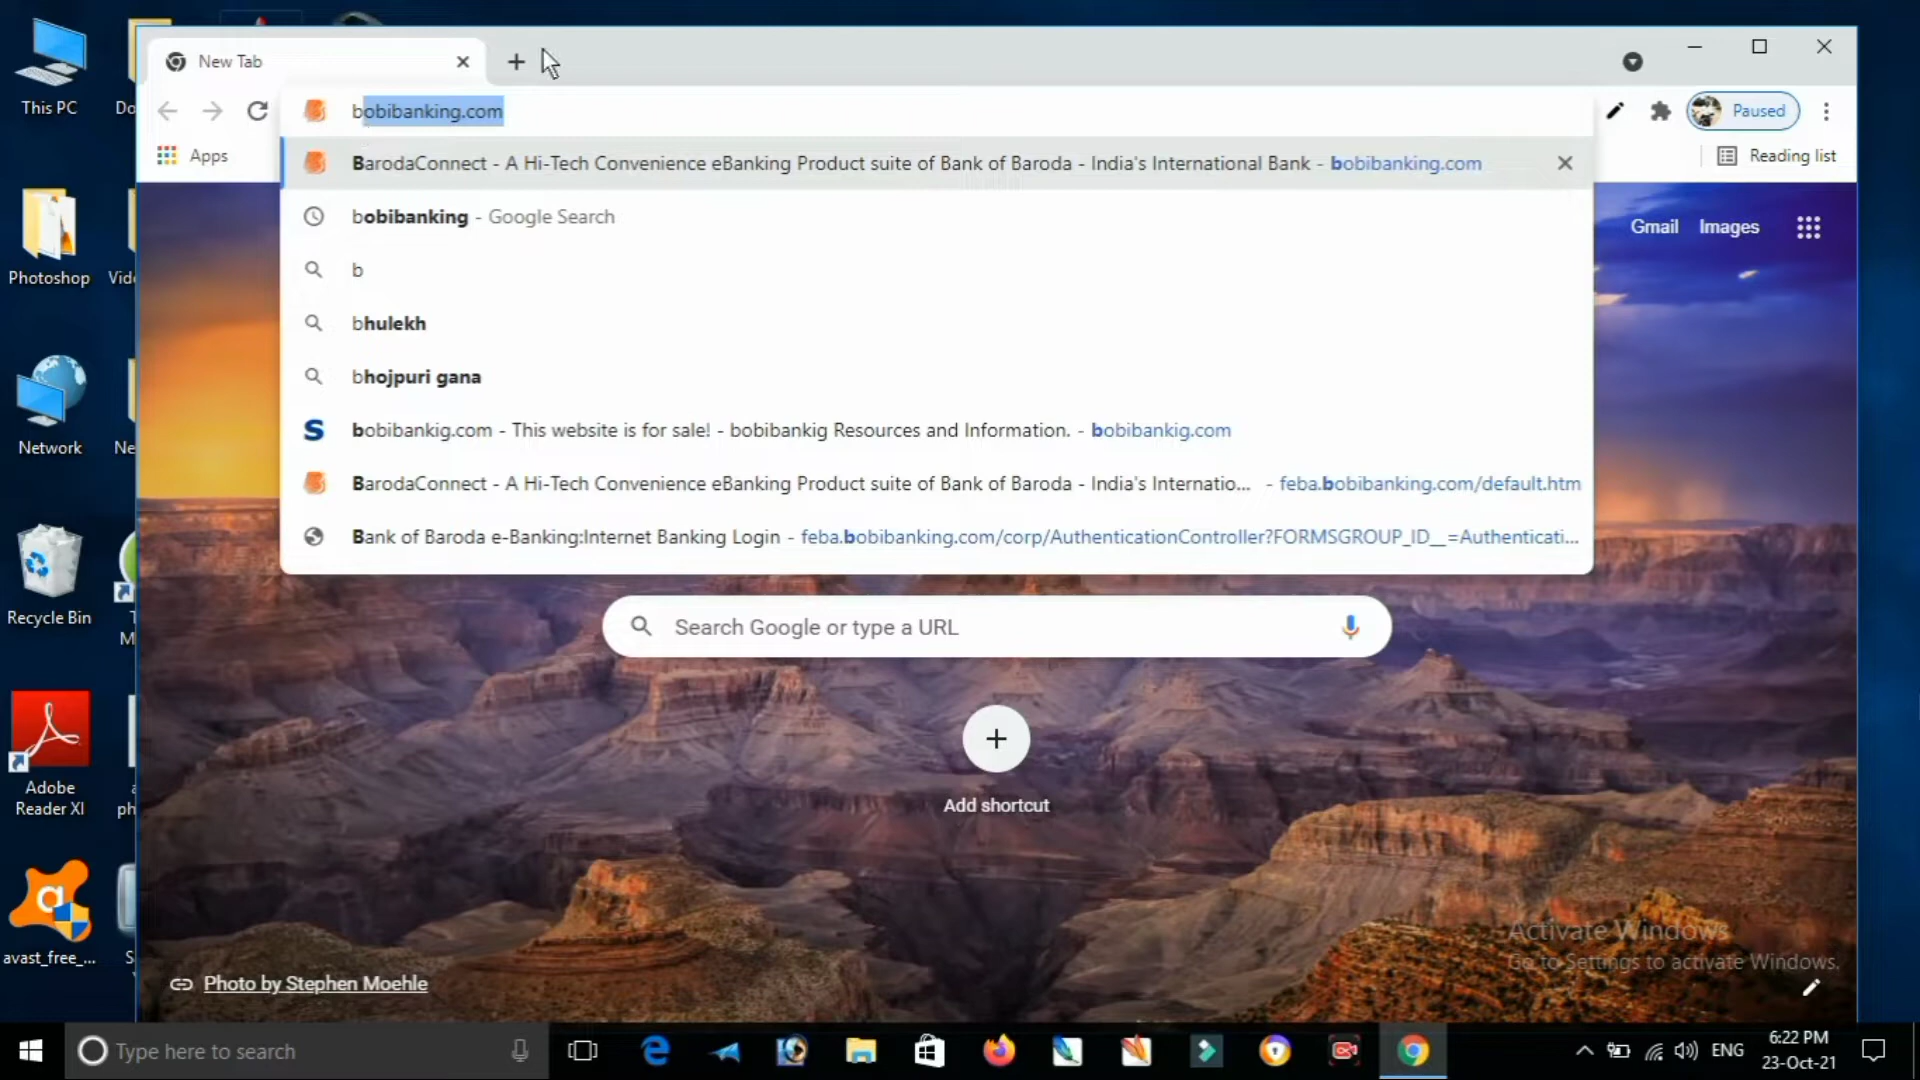 New Tab
bobibanking.com
Paused
Apps
Reading list
BarodaConnect - A Hi-Tech Convenience eBanking Product suite of Bank of Baroda - India's International Bank - bobibanking.com
bobibanking - Google Search
b
bhulekh
bhojpuri gana
bobibankig.com - This website is for sale! - bobibankig Resources and Information. - bobibankig.com
BarodaConnect - A Hi-Tech Convenience eBanking Product suite of Bank of Baroda - India's Internatio... - feba.bobibanking.com/default.htm
Bank of Baroda e-Banking:Internet Banking Login - feba.bobibanking.com/corp/AuthenticationController?FORMSGROUP_ID__=Authenticati...
Gmail Images
Search Google or type a URL
Add shortcut
Photo by Stephen Moehle
Activate Windows
Go to Settings to activate Windows.
This PC
Photoshop
Network
Recycle Bin
Adobe
Reader XI
avast_free_...
Type here to search
ENG
6:22 PM
23-Oct-21